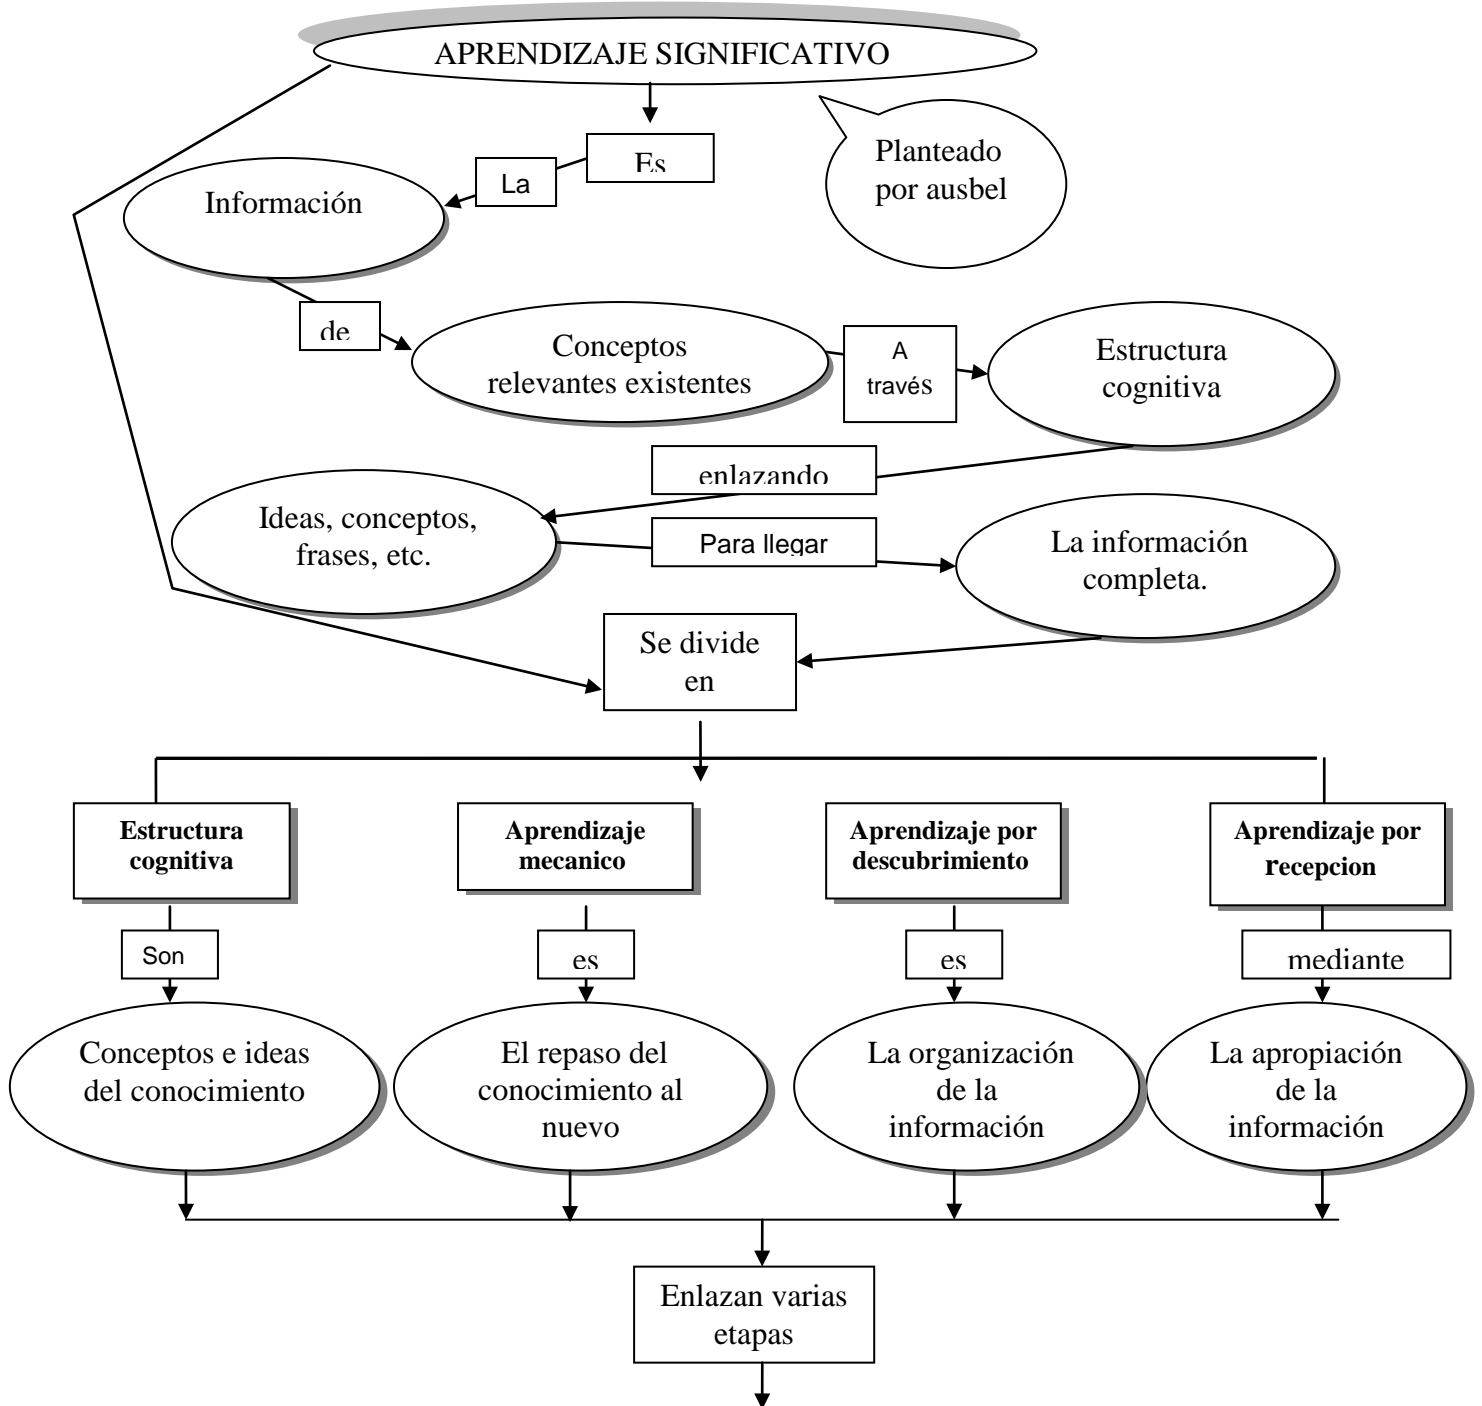 APRENDIZAJE SIGNIFICATIVO
Es
Planteado
por ausbel
La
Información
de
Conceptos
relevantes existentes
A
través
Estructura
cognitiva
enlazando
Ideas, conceptos,
frases, etc.
Para llegar
La información
completa.
Se divide
en
Estructura
cognitiva
Aprendizaje
mecanico
Aprendizaje por
descubrimiento
Aprendizaje por
recepcion
Son
es
es
mediante
Conceptos e ideas
del conocimiento
El repaso del
conocimiento al
nuevo
La organización
de la
información
La apropiación
de la
información
Enlazan varias
etapas